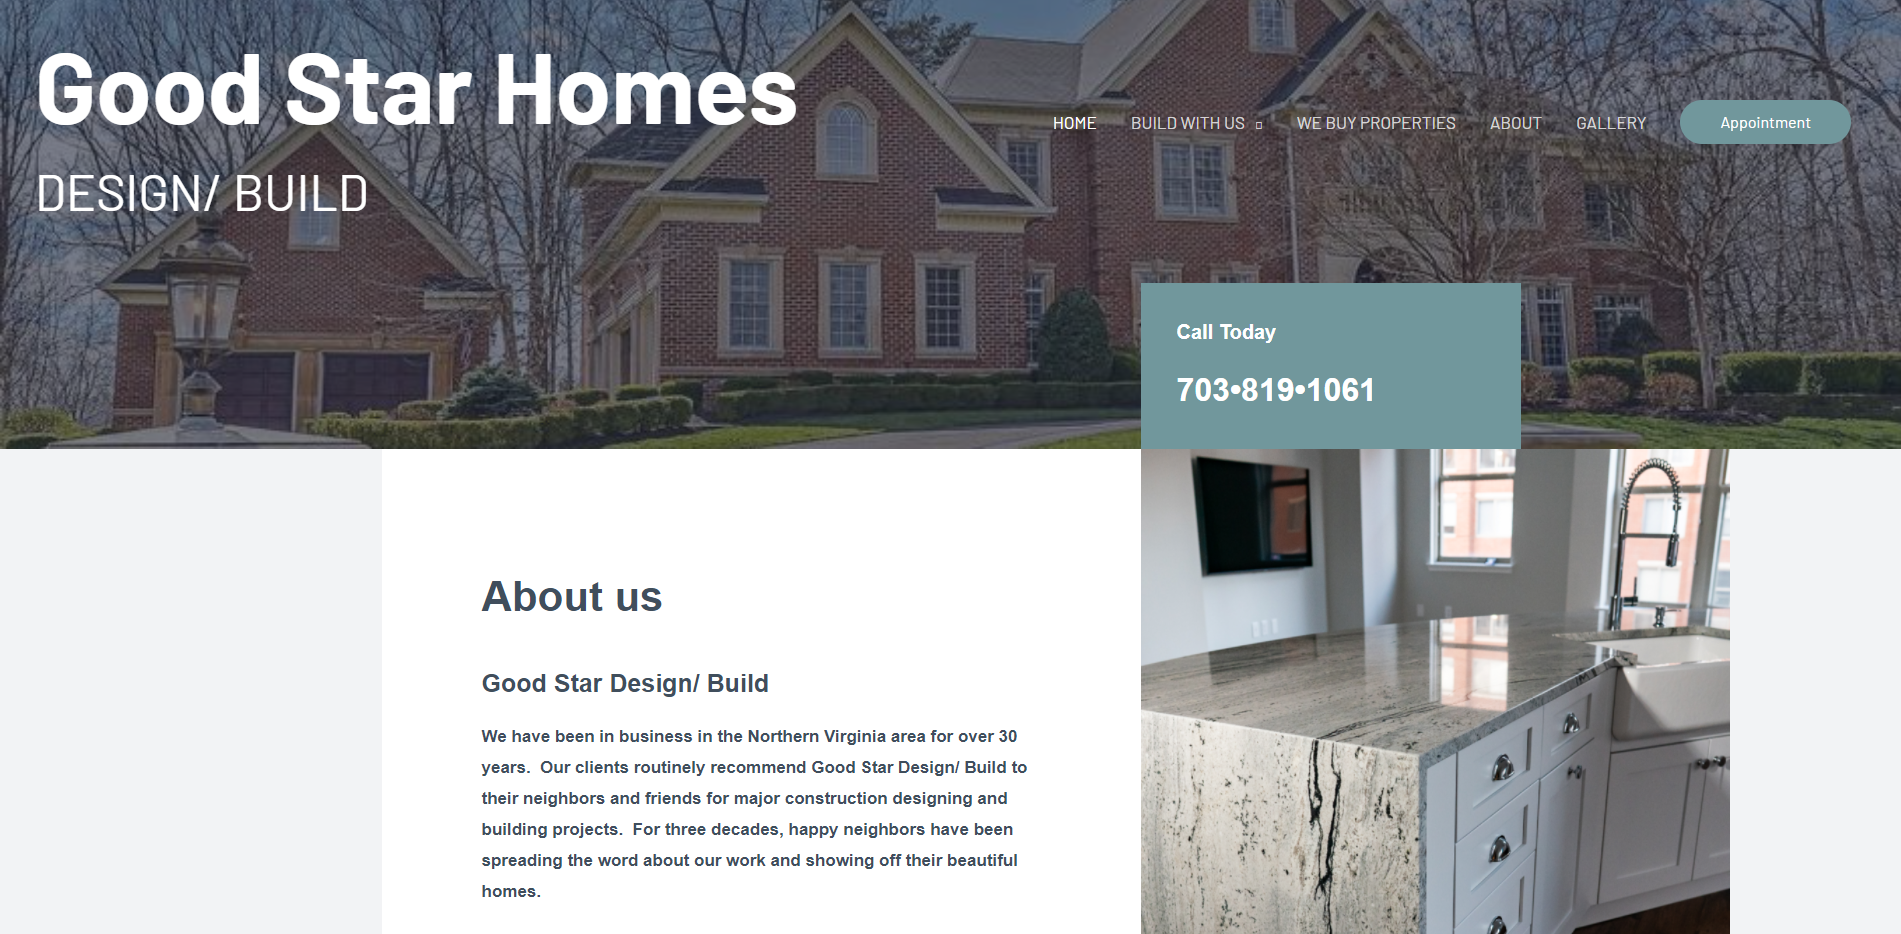 Good Star Homes
DESIGN/ BUILD
HOME
BUILD WITH US
WE BUY PROPERTIES
ABOUT
GALLERY
Appointment
Call Today
703•819•1061
About us
Good Star Design/ Build
We have been in business in the Northern Virginia area for over 30
years.  Our clients routinely recommend Good Star Design/ Build to
their neighbors and friends for major construction designing and
building projects.  For three decades, happy neighbors have been
spreading the word about our work and showing off their beautiful
homes.